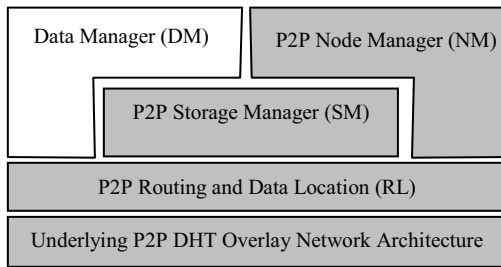 Data Manager (DM)
P2P Node Manager (NM)
P2P Storage Manager (SM)
P2P Routing and Data Location (RL)
Underlying P2P DHT Overlay Network Architecture